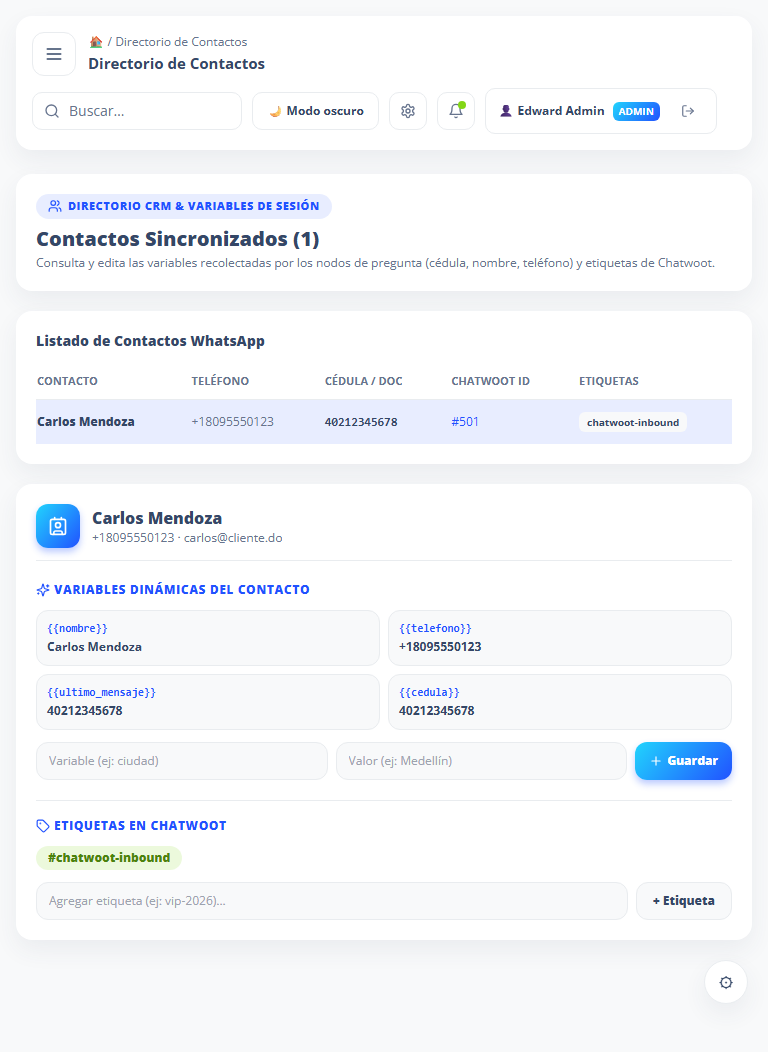 🏠 / Directorio de Contactos
Directorio de Contactos
Buscar...
🌙 Modo oscuro
👤 Edward Admin ADMIN
DIRECTORIO CRM & VARIABLES DE SESIÓN
Contactos Sincronizados (1)
Consulta y edita las variables recolectadas por los nodos de pregunta (cédula, nombre, teléfono) y etiquetas de Chatwoot.
Listado de Contactos WhatsApp
CONTACTO TELÉFONO CÉDULA / DOC CHATWOOT ID ETIQUETAS
Carlos Mendoza +18095550123 40212345678 #501 chatwoot-inbound
Carlos Mendoza
+18095550123 · carlos@cliente.do
VARIABLES DINÁMICAS DEL CONTACTO
{{nombre}}
Carlos Mendoza
{{telefono}}
+18095550123
{{ultimo_mensaje}}
40212345678
{{cedula}}
40212345678
Variable (ej: ciudad)
Valor (ej: Medellín)
+ Guardar
ETIQUETAS EN CHATWOOT
#chatwoot-inbound
Agregar etiqueta (ej: vip-2026)...
+ Etiqueta